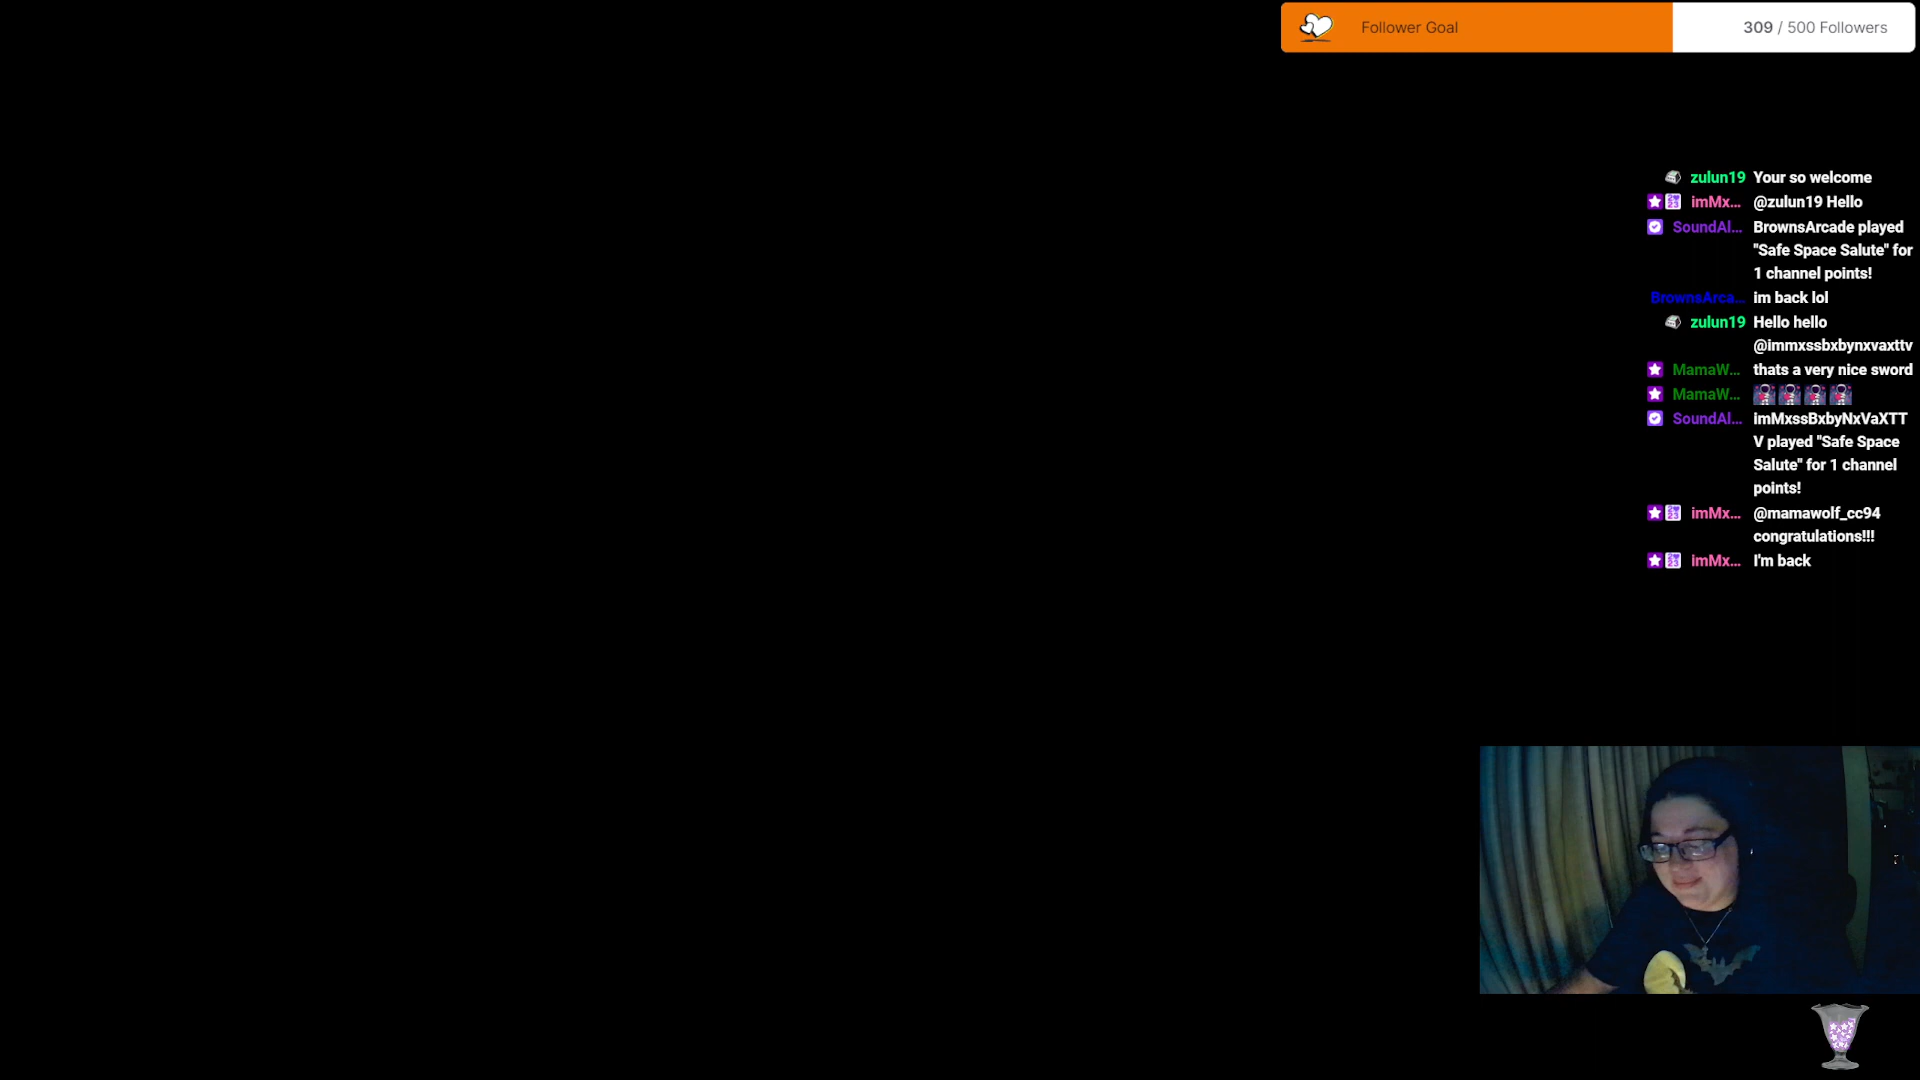 Follower Goal 309 / 500 Followers
zulun19 Your so welcome
imMx... @zulun19 Hello
SoundAl... BrownsArcade played
"Safe Space Salute" for
1 channel points!
BrownsArca... im back lol
zulun19 Hello hello
@immxssbxbynxvaxttv
MamaW... thats a very nice sword
MamaW...
SoundAl... imMxssBxbyNxVaXTT
V played "Safe Space
Salute" for 1 channel
points!
imMx... @mamawolf_cc94
congratulations!!!
imMx... I'm back